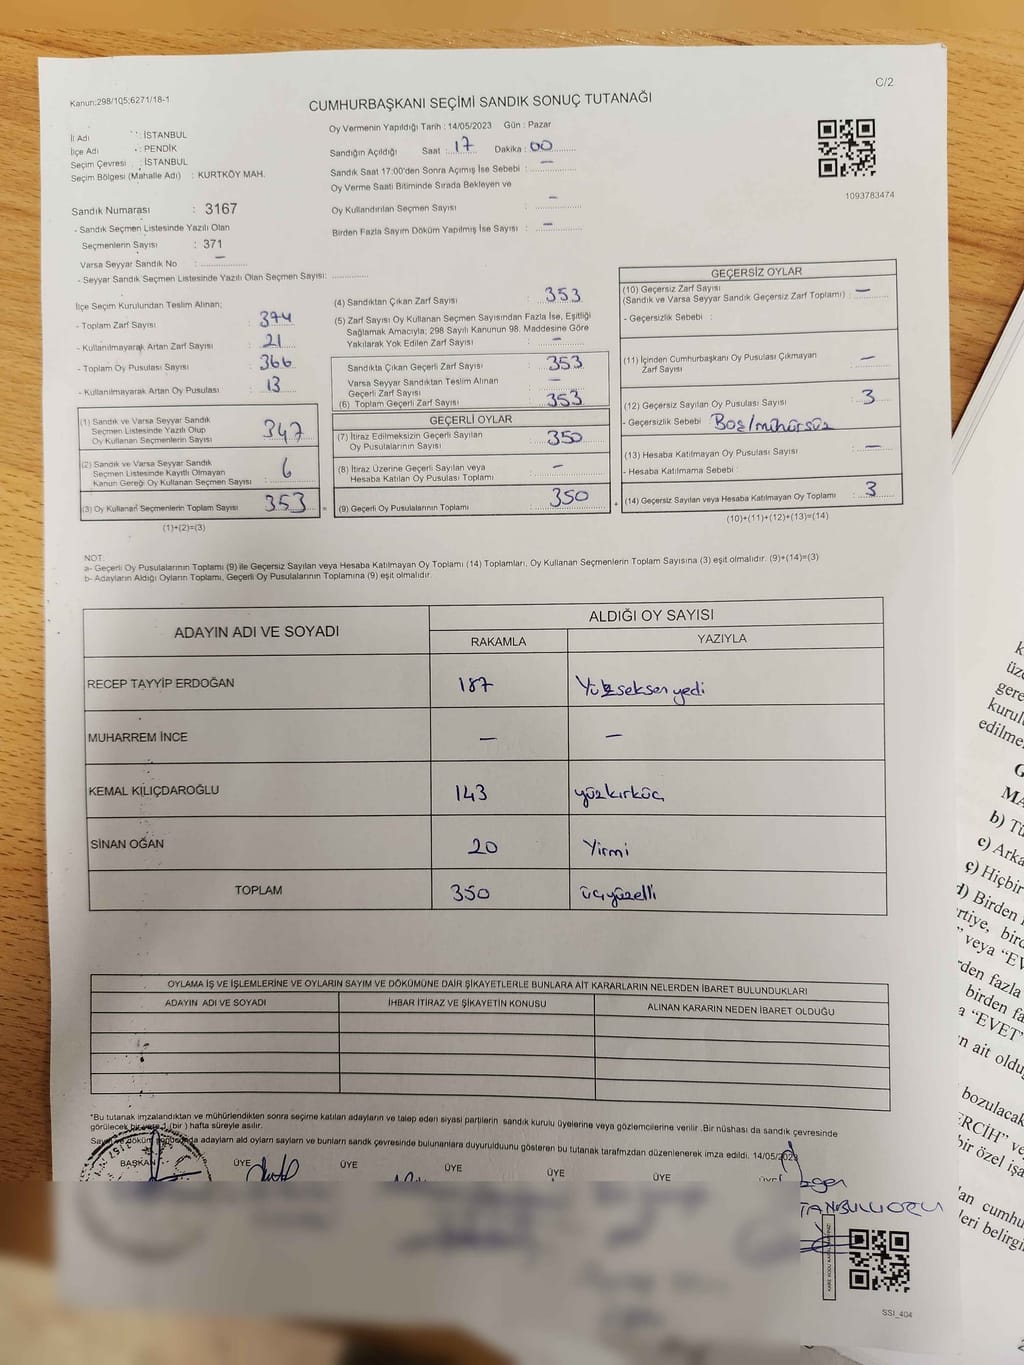 C/2
Kanun:298/105;6271/18-1
CUMHURBAŞKANI SEÇİMİ SANDIK SONUÇ TUTANAĞI
Oy Vermenin Yapıldığı Tarih : 14/05/2023 Gün : Pazar
İl Adı : İSTANBUL
İlçe Adı : PENDİK
Seçim Çevresi : İSTANBUL
Seçim Bölgesi (Mahalle Adı) : KURTKÖY MAH.
Sandığın Açıldığı Saat : 17 Dakika : 00
Sandık Saat 17:00'den Sonra Açımış İse Sebebi : —
Oy Verme Saati Bitiminde Sırada Bekleyen ve
Oy Kullandırılan Seçmen Sayısı : —
Birden Fazla Sayım Döküm Yapılmış İse Sayısı : —
1093783474
Sandık Numarası : 3167
- Sandık Seçmen Listesinde Yazılı Olan
Seçmenlerin Sayısı : 371
Varsa Seyyar Sandık No : —
- Seyyar Sandık Seçmen Listesinde Yazılı Olan Seçmen Sayısı:
İlçe Seçim Kurulundan Teslim Alınan;
- Toplam Zarf Sayısı : 374
- Kullanılmayarak Artan Zarf Sayısı : 21
- Toplam Oy Pusulası Sayısı : 366
- Kullanılmayarak Artan Oy Pusulası : 13
(1) Sandık ve Varsa Seyyar Sandık
Seçmen Listesinde Yazılı Olup
Oy Kullanan Seçmenlerin Sayısı : 347
(2) Sandık ve Varsa Seyyar Sandık
Seçmen Listesinde Kayıtlı Olmayan
Kanun Gereği Oy Kullanan Seçmen Sayısı : 6
(3) Oy Kullanan Seçmenlerin Toplam Sayısı : 353
(1)+(2)=(3)
(4) Sandıktan Çıkan Zarf Sayısı : 353
(5) Zarf Sayısı Oy Kullanan Seçmen Sayısından Fazla İse, Eşitliği
Sağlamak Amacıyla; 298 Sayılı Kanunun 98. Maddesine Göre
Yakılarak Yok Edilen Zarf Sayısı : —
Sandıkta Çıkan Geçerli Zarf Sayısı : 353
Varsa Seyyar Sandıktan Teslim Alınan
Geçerli Zarf Sayısı : —
(6) Toplam Geçerli Zarf Sayısı : 353
GEÇERLİ OYLAR
(7) İtiraz Edilmeksizin Geçerli Sayılan
Oy Pusulalarının Sayısı : 350
(8) İtiraz Üzerine Geçerli Sayılan veya
Hesaba Katılan Oy Pusulası Toplamı : —
(9) Geçerli Oy Pusulalarının Toplamı : 350
GEÇERSİZ OYLAR
(10) Geçersiz Zarf Sayısı
(Sandık ve Varsa Seyyar Sandık Geçersiz Zarf Toplamı) : —
- Geçersizlik Sebebi :
(11) İçinden Cumhurbaşkanı Oy Pusulası Çıkmayan
Zarf Sayısı : —
(12) Geçersiz Sayılan Oy Pusulası Sayısı : 3
- Geçersizlik Sebebi : Boş/mühürsüz
(13) Hesaba Katılmayan Oy Pusulası Sayısı : —
- Hesaba Katılmama Sebebi :
(14) Geçersiz Sayılan veya Hesaba Katılmayan Oy Toplamı : 3
(10)+(11)+(12)+(13)=(14)
NOT:
a- Geçerli Oy Pusulalarının Toplamı (9) ile Geçersiz Sayılan veya Hesaba Katılmayan Oy Toplamı (14) Toplamları, Oy Kullanan Seçmenlerin Toplam Sayısına (3) eşit olmalıdır. (9)+(14)=(3)
b- Adayların Aldığı Oyların Toplamı, Geçerli Oy Pusulalarının Toplamına (9) eşit olmalıdır.
ADAYIN ADI VE SOYADI ALDIĞI OY SAYISI
RAKAMLA YAZIYLA
RECEP TAYYİP ERDOĞAN 187 Yükseksenyedi
MUHARREM İNCE — —
KEMAL KILIÇDAROĞLU 143 yüzkırküç
SİNAN OĞAN 20 Yirmi
TOPLAM 350 üçyüzelli
OYLAMA İŞ VE İŞLEMLERİNE VE OYLARIN SAYIM VE DÖKÜMÜNE DAİR ŞİKAYETLERLE BUNLARA AİT KARARLARIN NELERDEN İBARET BULUNDUKLARI
ADAYIN ADI VE SOYADI İHBAR İTİRAZ VE ŞİKAYETİN KONUSU ALINAN KARARIN NEDEN İBARET OLDUĞU
*Bu tutanak imzalandıktan ve mühürlendikten sonra seçime katılan adayların ve talep eden siyasi partilerin sandık kurulu üyelerine veya gözlemcilerine verilir .Bir nüshası da sandık çevresinde
görülecek bir yere 1 (bir ) hafta süreyle asılır.
Sayım ve döküm sonucunda adayların ald oyları sayların ve bunların sandık çevresinde bulunanlara duyurulduğunu gösteren bu tutanak tarafımzdan düzenlenerek imza edildi. 14/05/2023
BAŞKAN ÜYE ÜYE ÜYE ÜYE ÜYE ÜYE
SSİ_404
gere
kurul
edilme
b) Tü
c) Arka
ç) Hiçbir
d) Birden
rtiye, bird
" veya "EV
rden fazla
birden fa
a "EVET"
n ait oldu
bozulacak
ERCİH" ve
bir özel işa
lan cumhu
leri belirgi